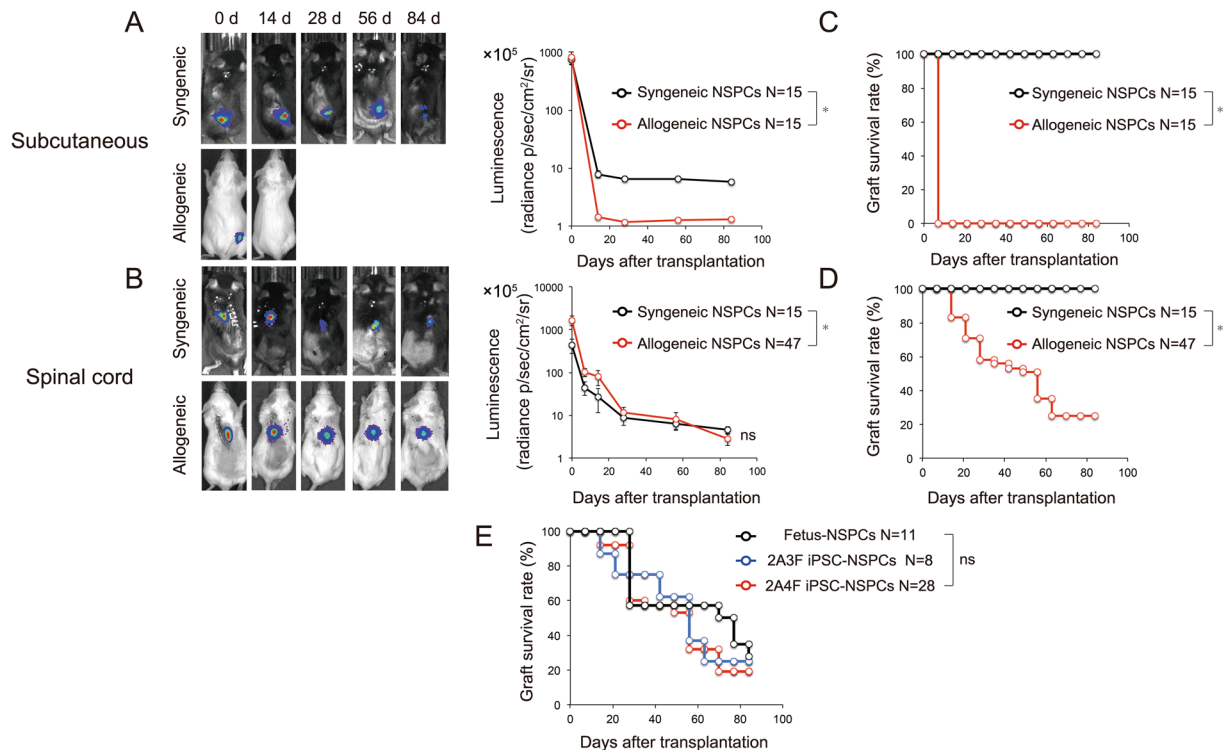 A
0 d 14 d 28 d 56 d 84 d
Subcutaneous
Syngeneic
Allogeneic
×10⁵
Luminescence
(radiance p/sec/cm²/sr)
1000
100
10
1
0 20 40 60 80 100
Days after transplantation
Syngeneic NSPCs N=15
Allogeneic NSPCs N=15
*
C
Graft survival rate (%)
100
80
60
40
20
0
0 20 40 60 80 100
Days after transplantation
Syngeneic NSPCs N=15
Allogeneic NSPCs N=15
*
B
Spinal cord
Syngeneic
Allogeneic
×10⁵
Luminescence
(radiance p/sec/cm²/sr)
10000
1000
100
10
1
0 20 40 60 80 100
Days after transplantation
Syngeneic NSPCs N=15
Allogeneic NSPCs N=47
*
ns
D
Graft survival rate (%)
100
80
60
40
20
0
0 20 40 60 80 100
Days after transplantation
Syngeneic NSPCs N=15
Allogeneic NSPCs N=47
*
E
Graft survival rate (%)
100
80
60
40
20
0
0 20 40 60 80 100
Days after transplantation
Fetus-NSPCs N=11
2A3F iPSC-NSPCs N=8
2A4F iPSC-NSPCs N=28
ns